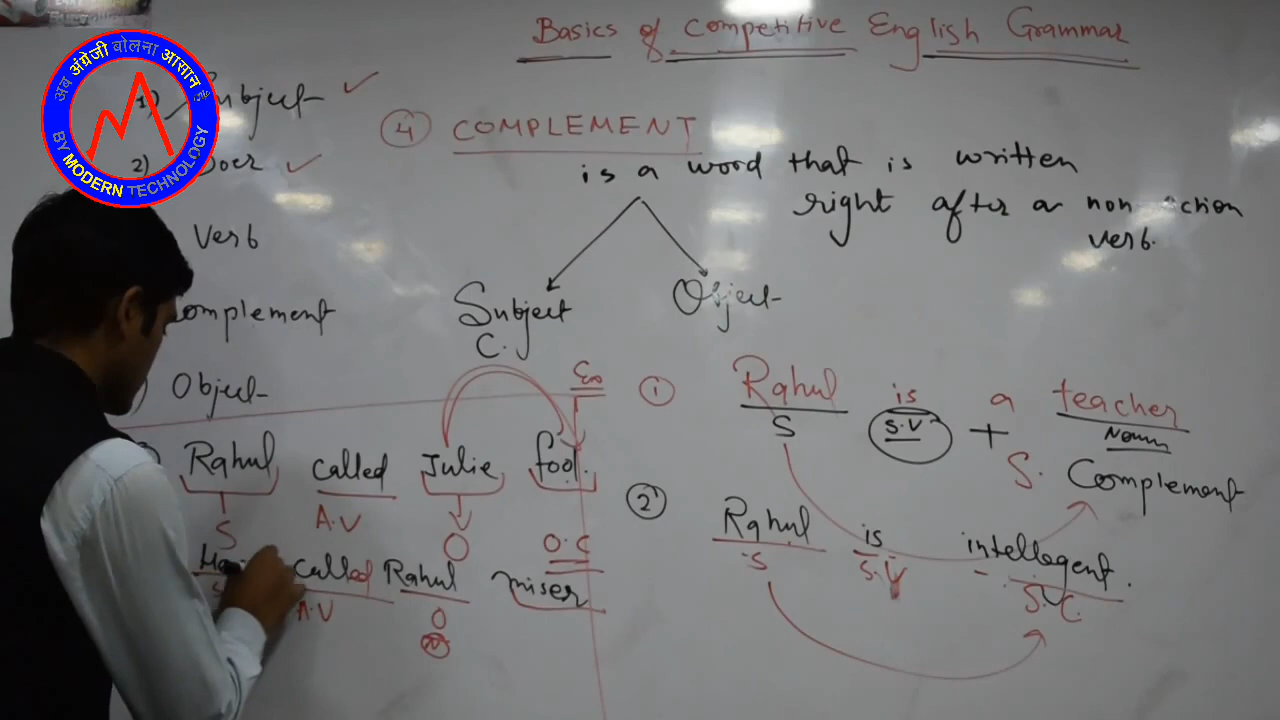 Basics of Competitive English Grammar
अब अंग्रेजी बोलना आसान है
BY MODERN TECHNOLOGY
1) Subject
2) Doer
Verb
Complement
Object
④ COMPLEMENT
is a word that is written
right after a non action
verb.
Subject
C.
Object
① Rahul is a teacher
S S.V + Noun
S. Complement
② Rahul is intellegent.
S S.V S.C.
Rahul called Julie fool.
S A.V O O.C
called Rahul miser
S A.V O